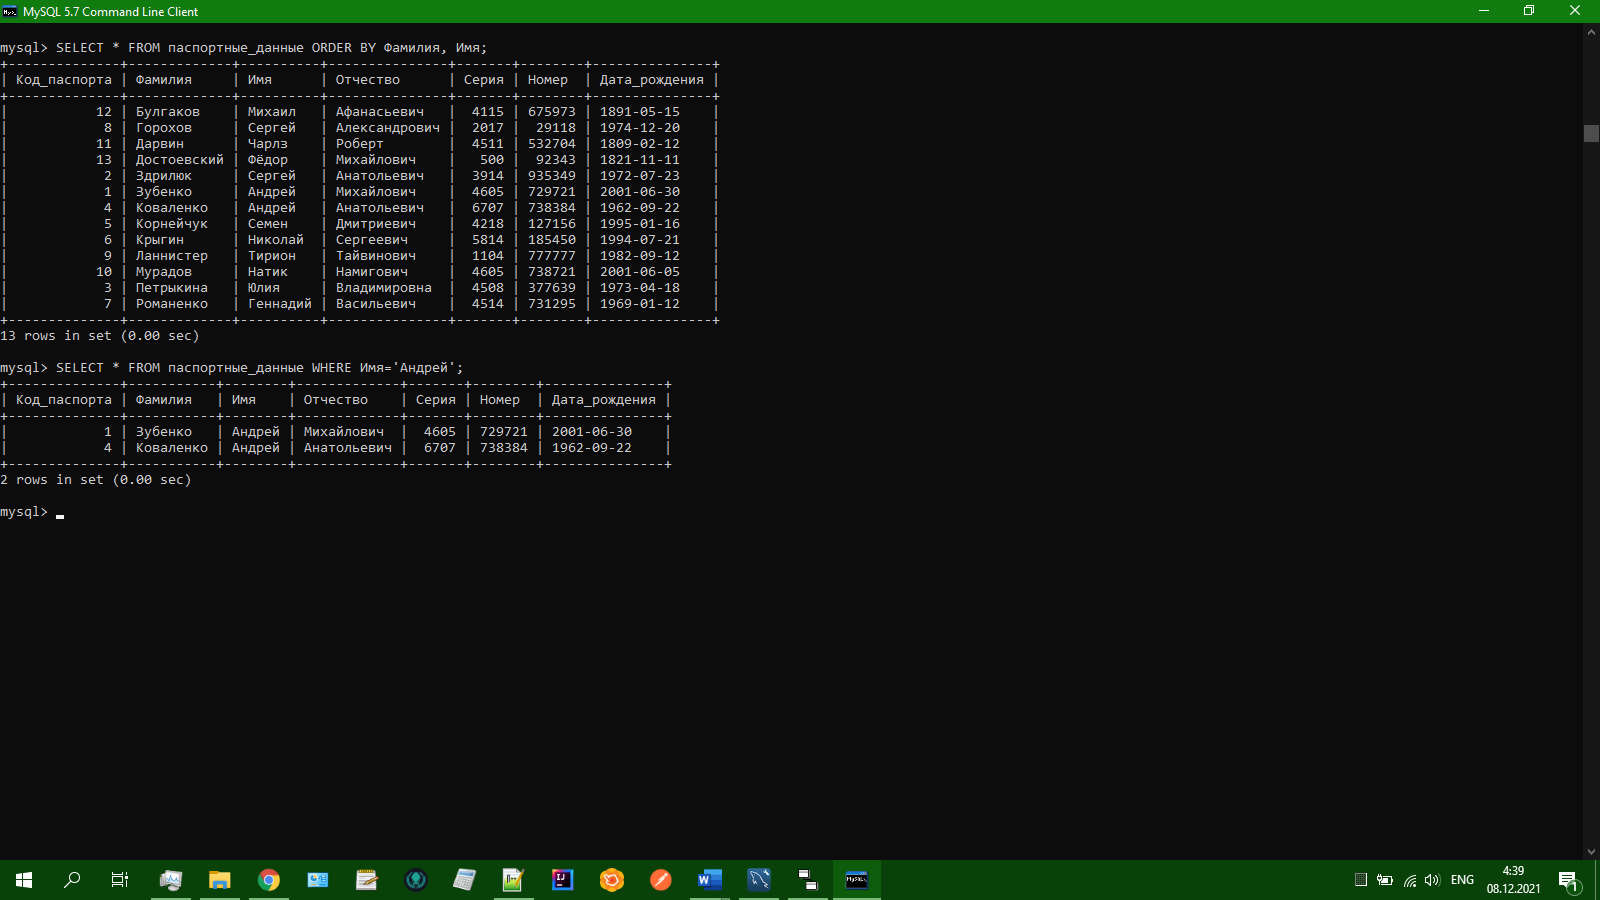 MySQL 5.7 Command Line Client
mysql> SELECT * FROM паспортные_данные ORDER BY Фамилия, Имя;
+--------------+-------------+----------+---------------+-------+--------+---------------+
| Код_паспорта | Фамилия     | Имя      | Отчество      | Серия | Номер  | Дата_рождения |
+--------------+-------------+----------+---------------+-------+--------+---------------+
|           12 | Булгаков    | Михаил   | Афанасьевич   |  4115 | 675973 | 1891-05-15    |
|            8 | Горохов     | Сергей   | Александрович |  2017 |  29118 | 1974-12-20    |
|           11 | Дарвин      | Чарлз    | Роберт        |  4511 | 532704 | 1809-02-12    |
|           13 | Достоевский | Фёдор    | Михайлович    |   500 |  92343 | 1821-11-11    |
|            2 | Здрилюк     | Сергей   | Анатольевич   |  3914 | 935349 | 1972-07-23    |
|            1 | Зубенко     | Андрей   | Михайлович    |  4605 | 729721 | 2001-06-30    |
|            4 | Коваленко   | Андрей   | Анатольевич   |  6707 | 738384 | 1962-09-22    |
|            5 | Корнейчук   | Семен    | Дмитриевич    |  4218 | 127156 | 1995-01-16    |
|            6 | Крыгин      | Николай  | Сергеевич     |  5814 | 185450 | 1994-07-21    |
|            9 | Ланнистер   | Тирион   | Тайвинович    |  1104 | 777777 | 1982-09-12    |
|           10 | Мурадов     | Натик    | Намигович     |  4605 | 738721 | 2001-06-05    |
|            3 | Петрыкина   | Юлия     | Владимировна  |  4508 | 377639 | 1973-04-18    |
|            7 | Романенко   | Геннадий | Васильевич    |  4514 | 731295 | 1969-01-12    |
+--------------+-------------+----------+---------------+-------+--------+---------------+
13 rows in set (0.00 sec)
mysql> SELECT * FROM паспортные_данные WHERE Имя='Андрей';
+--------------+-----------+--------+-------------+-------+--------+---------------+
| Код_паспорта | Фамилия   | Имя    | Отчество    | Серия | Номер  | Дата_рождения |
+--------------+-----------+--------+-------------+-------+--------+---------------+
|            1 | Зубенко   | Андрей | Михайлович  |  4605 | 729721 | 2001-06-30    |
|            4 | Коваленко | Андрей | Анатольевич |  6707 | 738384 | 1962-09-22    |
+--------------+-----------+--------+-------------+-------+--------+---------------+
2 rows in set (0.00 sec)
mysql>
ENG
4:39
08.12.2021
1